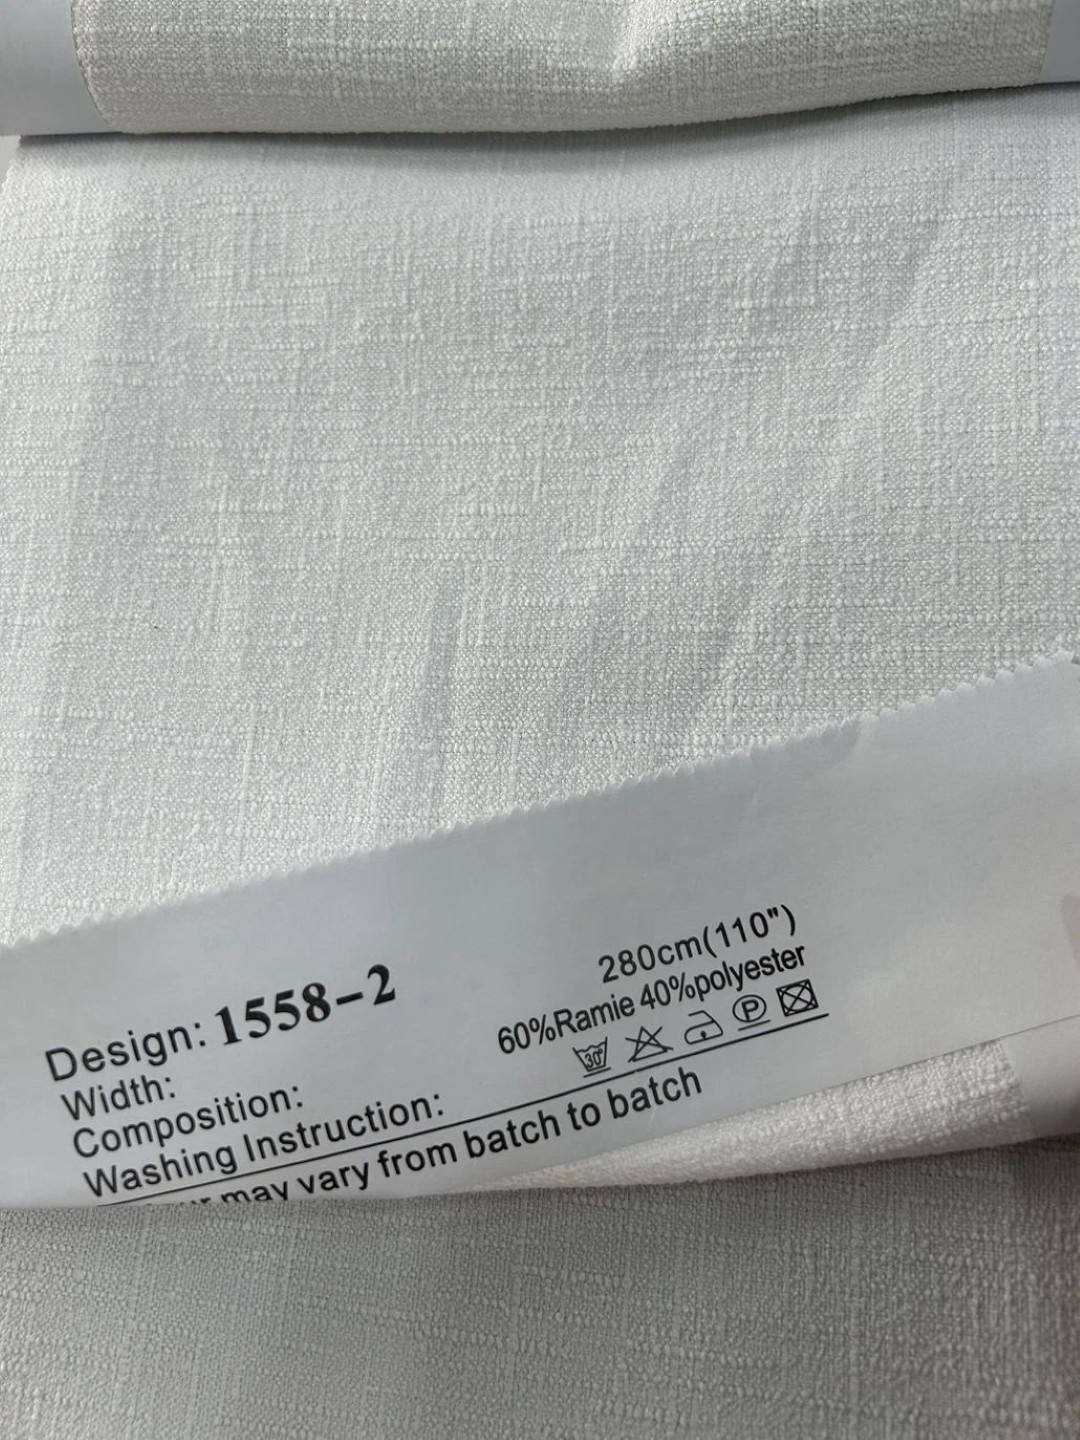 Design: 1558-2
Width: 280cm(110")
Composition: 60%Ramie 40%polyester
Washing Instruction: 30° P
may vary from batch to batch